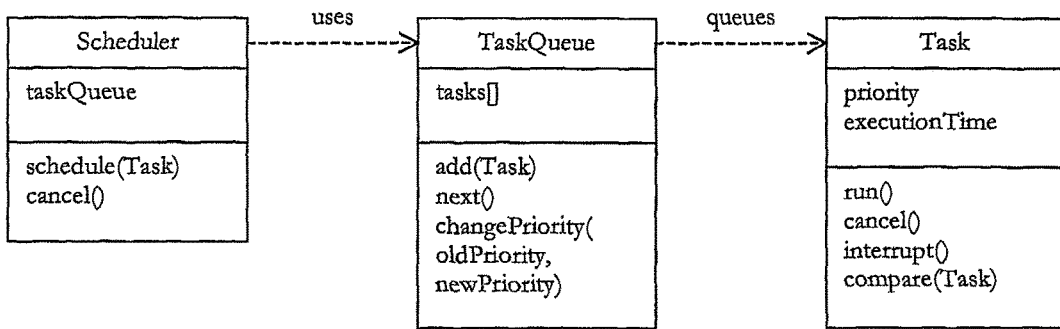 uses
queues
Scheduler
taskQueue
schedule(Task)
cancel()
TaskQueue
tasks[]
add(Task)
next()
changePriority(
oldPriority,
newPriority)
Task
priority
executionTime
run()
cancel()
interrupt()
compare(Task)